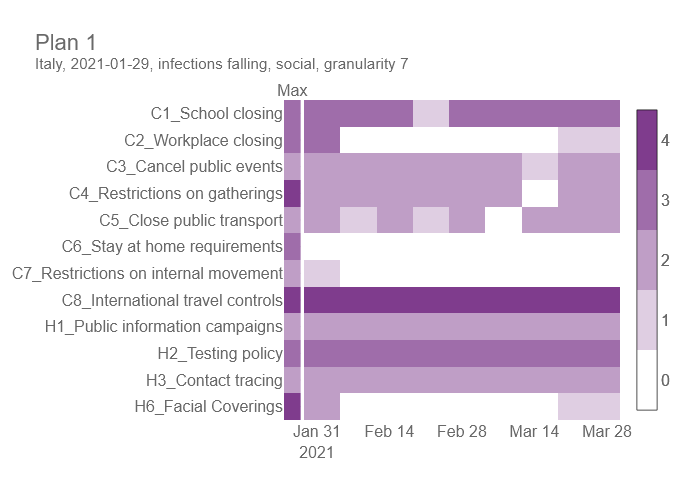 Plan 1
Italy, 2021-01-29, infections falling, social, granularity 7
Max
C1_School closing
C2_Workplace closing
C3_Cancel public events
C4_Restrictions on gatherings
C5_Close public transport
C6_Stay at home requirements
C7_Restrictions on internal movement
C8_International travel controls
H1_Public information campaigns
H2_Testing policy
H3_Contact tracing
H6_Facial Coverings
4
3
2
1
0
Jan 31 Feb 14 Feb 28 Mar 14 Mar 28
2021